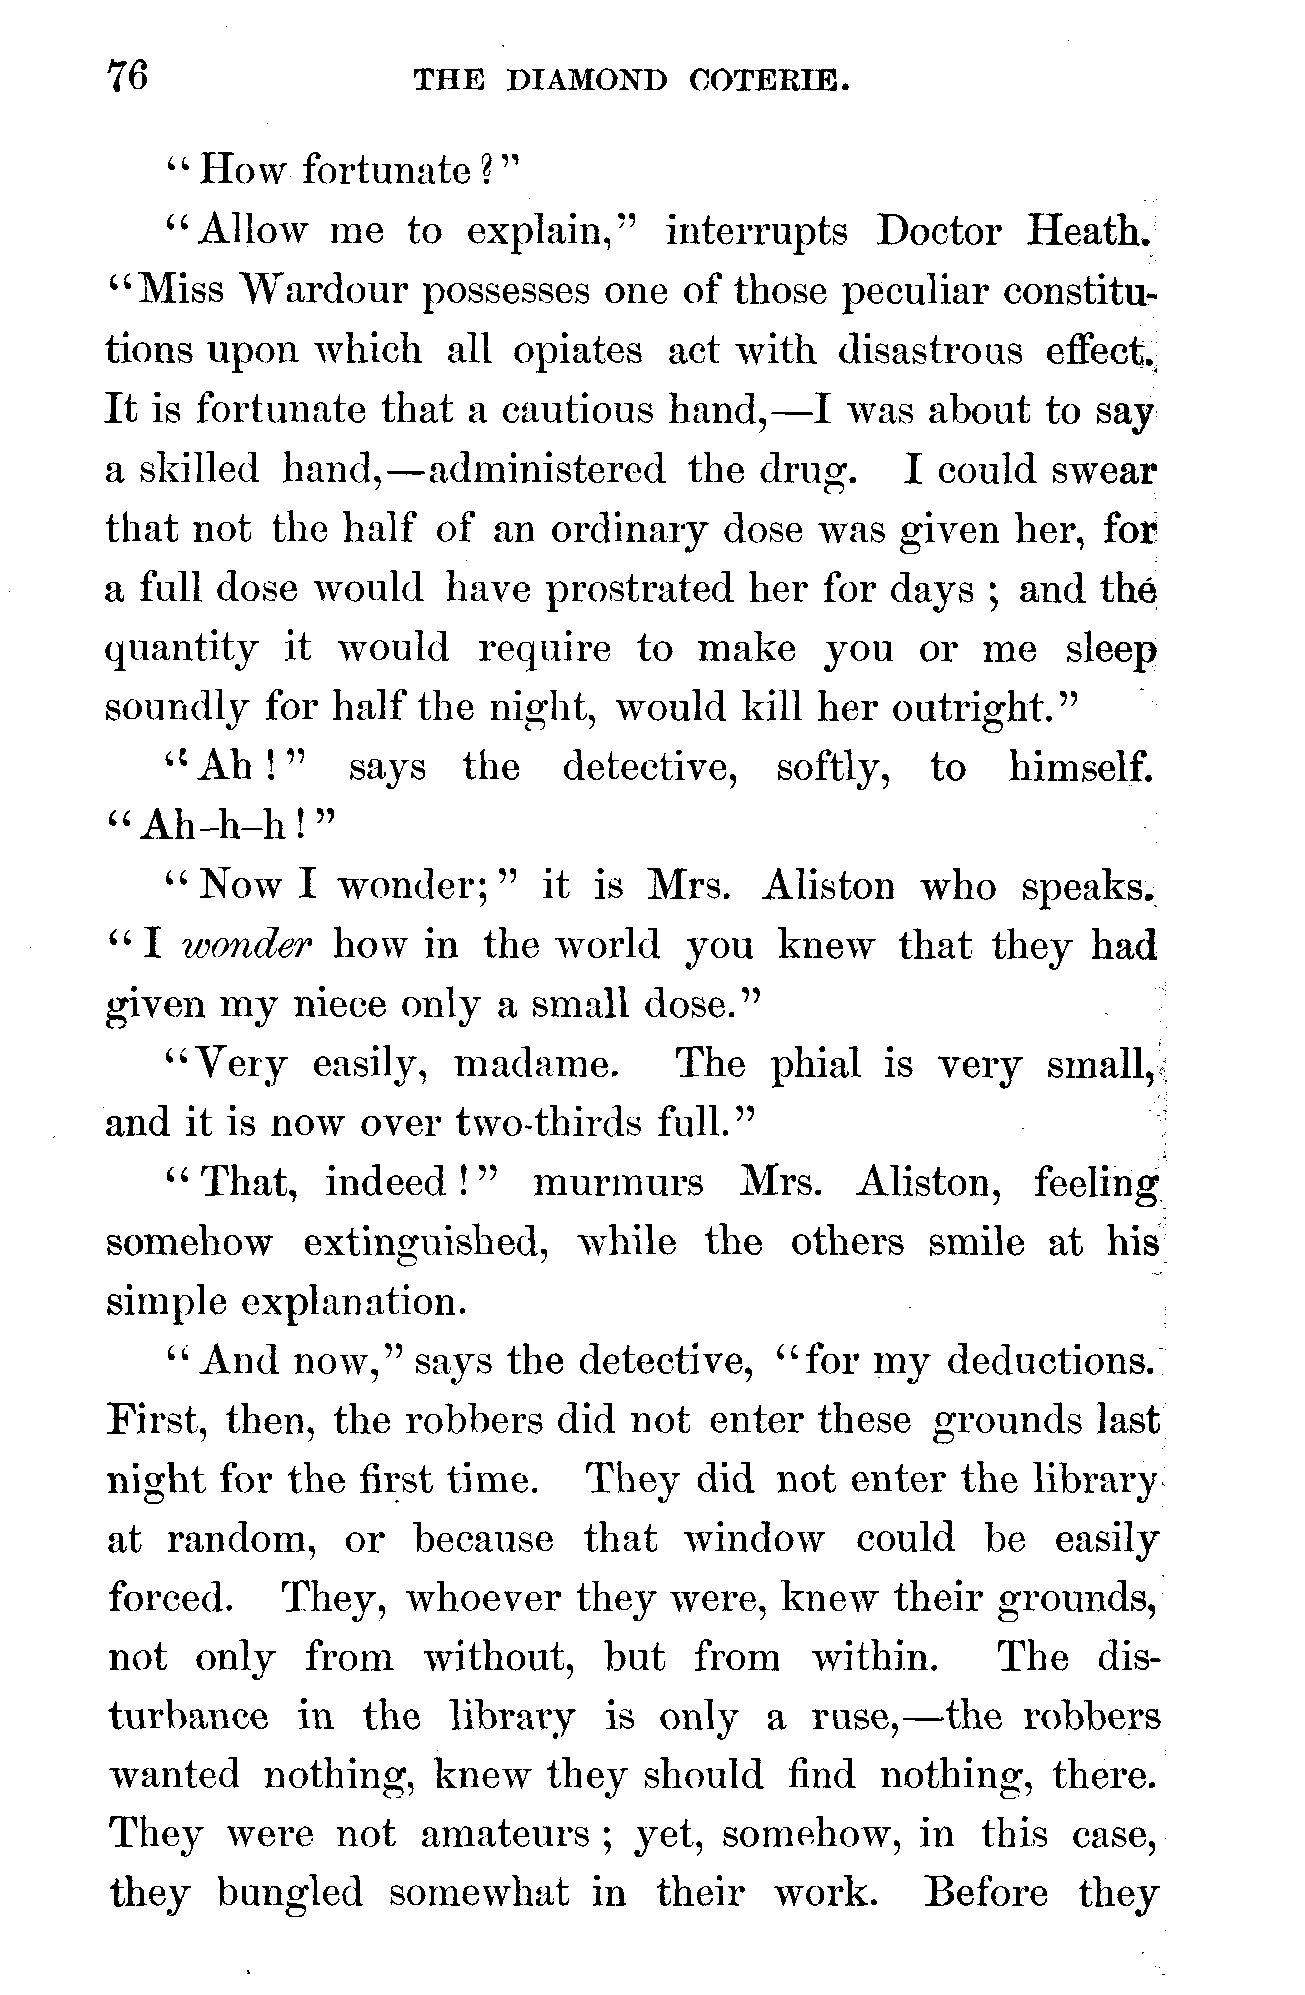 76 THE DIAMOND COTERIE.
"How fortunate?"
"Allow me to explain," interrupts Doctor Heath.
"Miss Wardour possesses one of those peculiar constitu-
tions upon which all opiates act with disastrous effect.
It is fortunate that a cautious hand,—I was about to say
a skilled hand,—administered the drug. I could swear
that not the half of an ordinary dose was given her, for
a full dose would have prostrated her for days; and the
quantity it would require to make you or me sleep
soundly for half the night, would kill her outright."
"Ah!" says the detective, softly, to himself.
"Ah-h-h!"
"Now I wonder;" it is Mrs. Aliston who speaks.
"I wonder how in the world you knew that they had
given my niece only a small dose."
"Very easily, madame. The phial is very small,
and it is now over two-thirds full."
"That, indeed!" murmurs Mrs. Aliston, feeling
somehow extinguished, while the others smile at his
simple explanation.
"And now," says the detective, "for my deductions.
First, then, the robbers did not enter these grounds last
night for the first time. They did not enter the library
at random, or because that window could be easily
forced. They, whoever they were, knew their grounds,
not only from without, but from within. The dis-
turbance in the library is only a ruse,—the robbers
wanted nothing, knew they should find nothing, there.
They were not amateurs; yet, somehow, in this case,
they bungled somewhat in their work. Before they